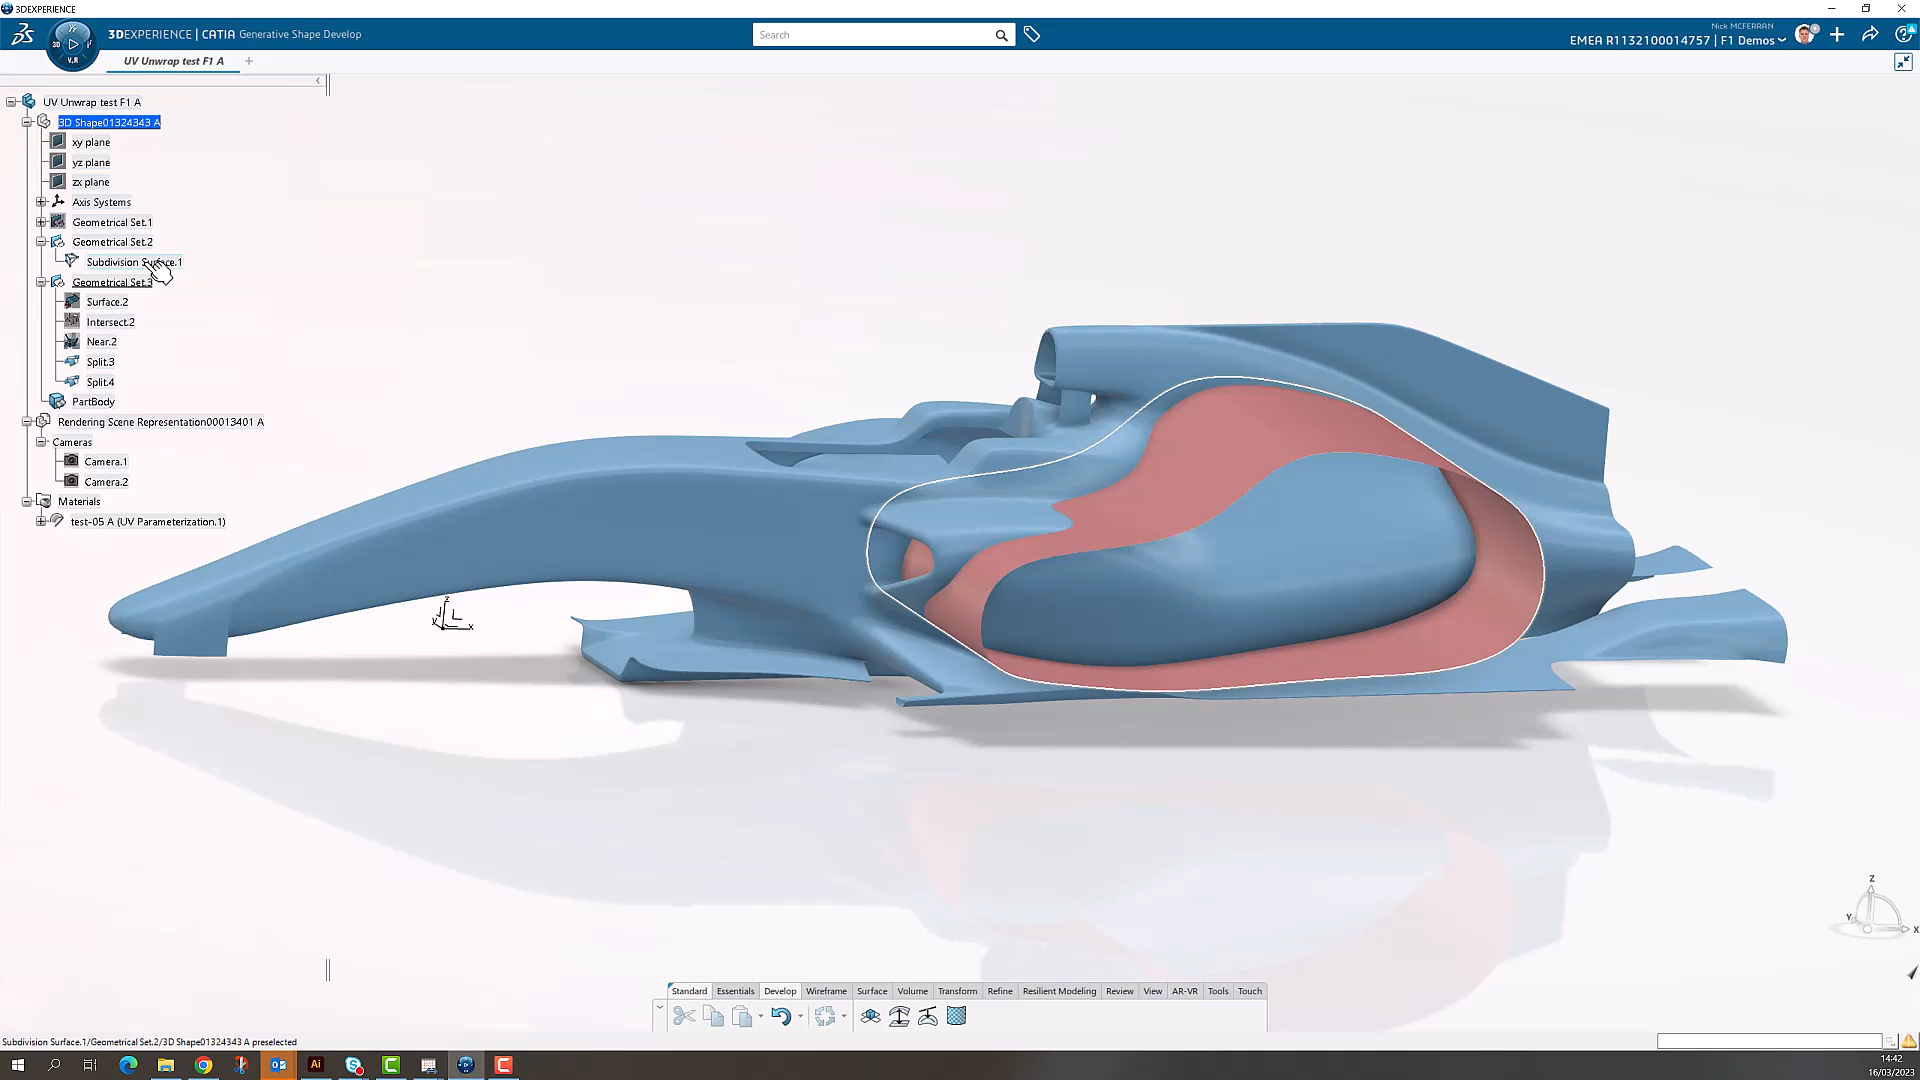 3DEXPERIENCE
3DEXPERIENCE | CATIA Generative Shape Develop
3D
V.R
Search
Nick MCFERRAN
EMEA R1132100014757 | F1 Demos
UV Unwrap test F1 A
UV Unwrap test F1 A
3D Shape01324343 A
xy plane
yz plane
zx plane
Axis Systems
Geometrical Set.1
Geometrical Set.2
Subdivision Surface.1
Geometrical Set.3
Surface.2
Intersect.2
Near.2
Split.3
Split.4
PartBody
Rendering Scene Representation00013401 A
Cameras
Camera.1
Camera.2
Materials
test-05 A (UV Parameterization.1)
z
y
x
Z
Y
X
Standard Essentials Develop Wireframe Surface Volume Transform Refine Resilient Modeling Review View AR-VR Tools Touch
Subdivision Surface.1/Geometrical Set.2/3D Shape01324343 A preselected
Ai
14:42
16/03/2023